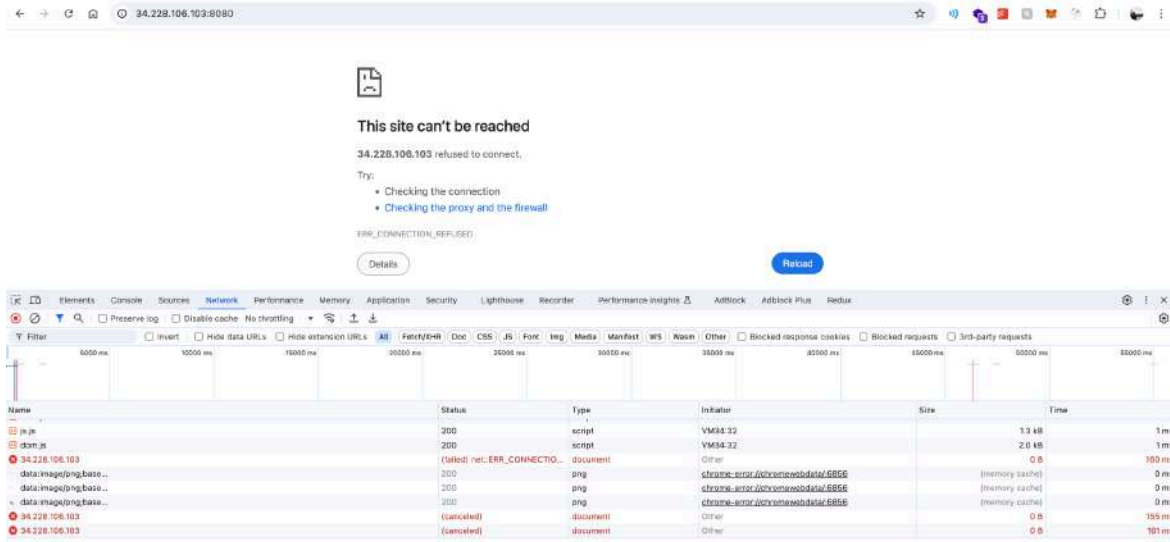 34.228.106.103:8080
This site can't be reached
34.228.106.103 refused to connect.
Try:
• Checking the connection
• Checking the proxy and the firewall
ERR_CONNECTION_REFUSED
Details Reload
Elements Console Sources Network Performance Memory Application Security Lighthouse Recorder Performance insights AdBlock Adblock Plus Redux
Preserve log Disable cache No throttling
Filter Invert Hide data URLs Hide extension URLs All Fetch/XHR Doc CSS JS Font Img Media Manifest WS Wasm Other Blocked response cookies Blocked requests 3rd-party requests
5000 ms 10000 ms 15000 ms 20000 ms 25000 ms 30000 ms 35000 ms 40000 ms 45000 ms 50000 ms 55000 ms
Name Status Type Initiator Size Time
js.js 200 script VM34:32 1.3 kB 1 m
dom.js 200 script VM34:32 2.0 kB 1 m
34.228.106.103 (failed) net::ERR_CONNECTIO... document Other 0 B 160 m
data:image/png;base... 200 png chrome-error://chromewebdata/:6856 (memory cache) 0 m
data:image/png;base... 200 png chrome-error://chromewebdata/:6856 (memory cache) 0 m
data:image/png;base... 200 png chrome-error://chromewebdata/:6856 (memory cache) 0 m
34.228.106.103 (canceled) document Other 0 B 155 m
34.228.106.103 (canceled) document Other 0 B 161 m